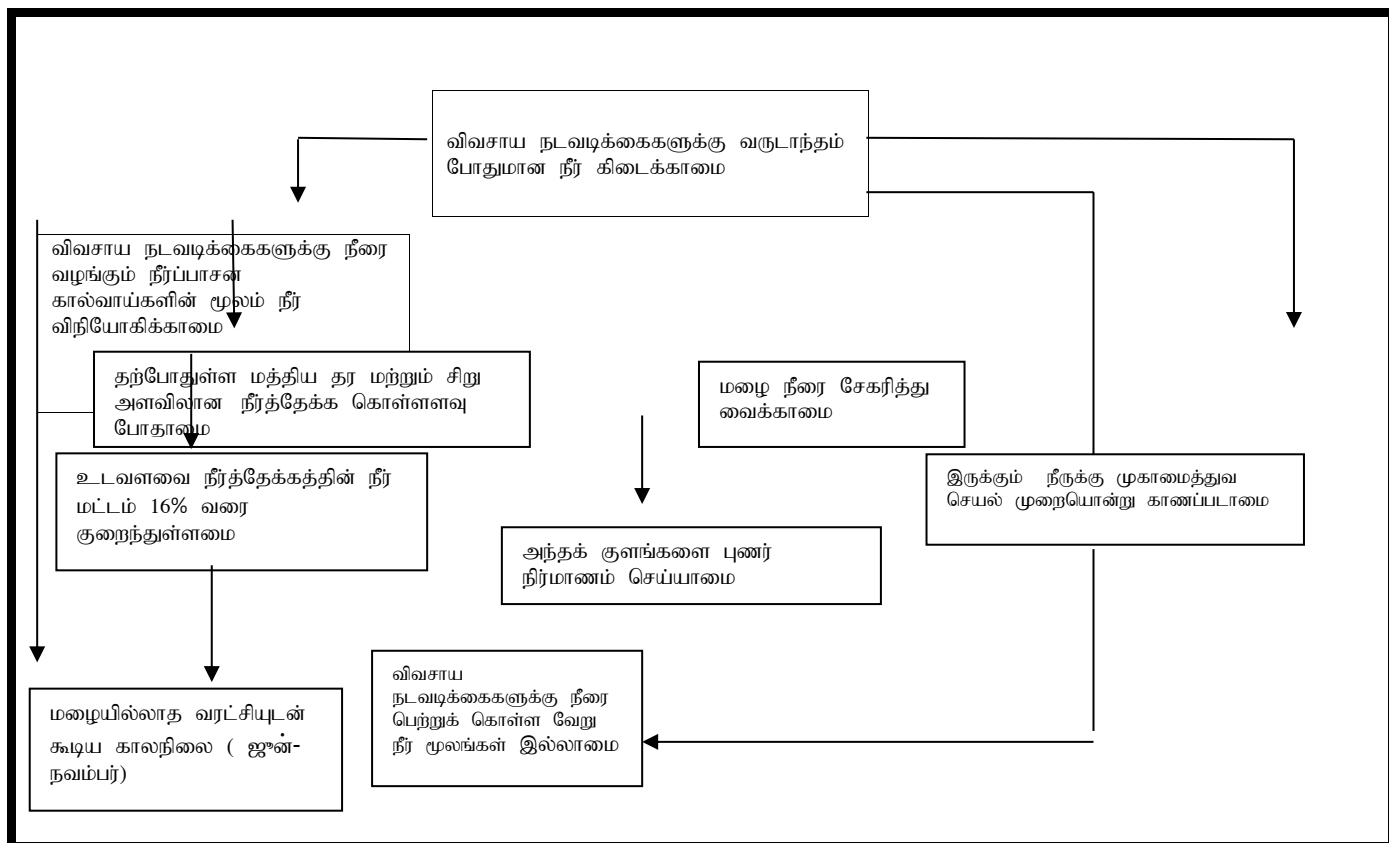 விவசாய நடவடிக்கைகளுக்கு வருடாந்தம்
போதுமான நீர் கிடைக்காமை
விவசாய நடவடிக்கைகளுக்கு நீரை
வழங்கும் நீர்ப்பாசன
கால்வாய்களின் மூலம் நீர்
விநியோகிக்காமை
தற்போதுள்ள மத்திய தர மற்றும் சிறு
அளவிலான நீர்த்தேக்க கொள்ளளவு
போதாமை
மழை நீரை சேகரித்து
வைக்காமை
உடவளவை நீர்த்தேக்கத்தின் நீர்
மட்டம் 16% வரை
குறைந்துள்ளமை
இருக்கும் நீருக்கு முகாமைத்துவ
செயல் முறையொன்று காணப்படாமை
அந்தக் குளங்களை புணர்
நிர்மாணம் செய்யாமை
விவசாய
நடவடிக்கைகளுக்கு நீரை
பெற்றுக் கொள்ள வேறு
நீர் மூலங்கள் இல்லாமை
மழையில்லாத வரட்சியுடன்
கூடிய காலநிலை ( ஜுன்-
நவம்பர்)